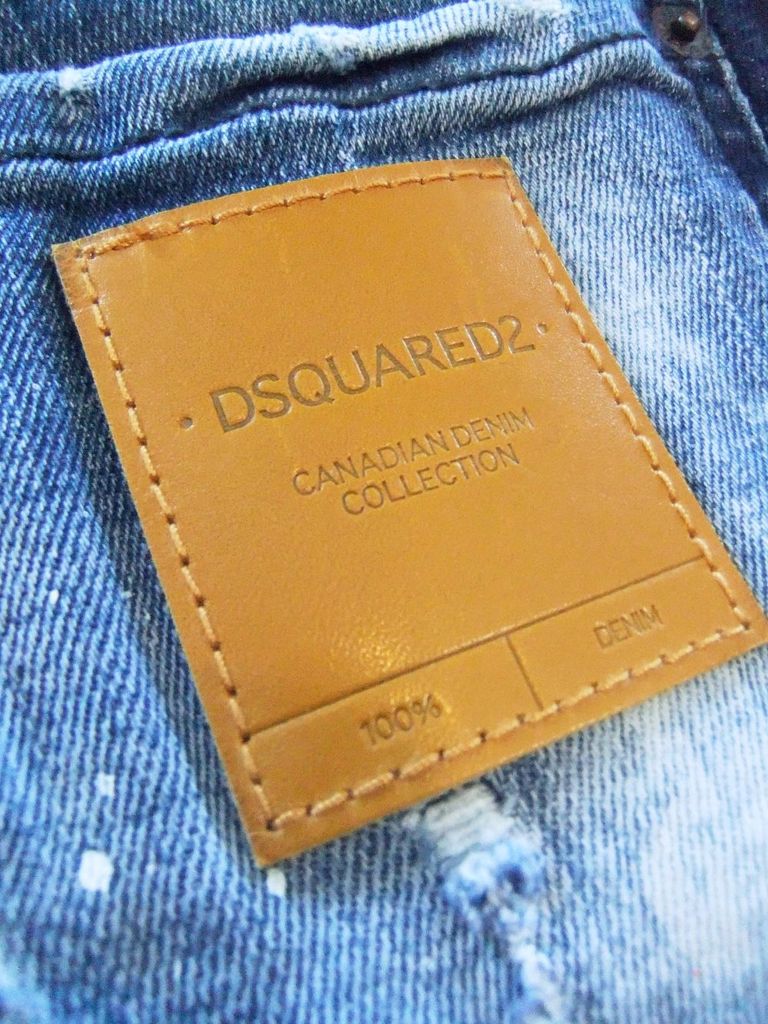 • DSQUARED2 •
CANADIAN DENIM
COLLECTION
100% DENIM